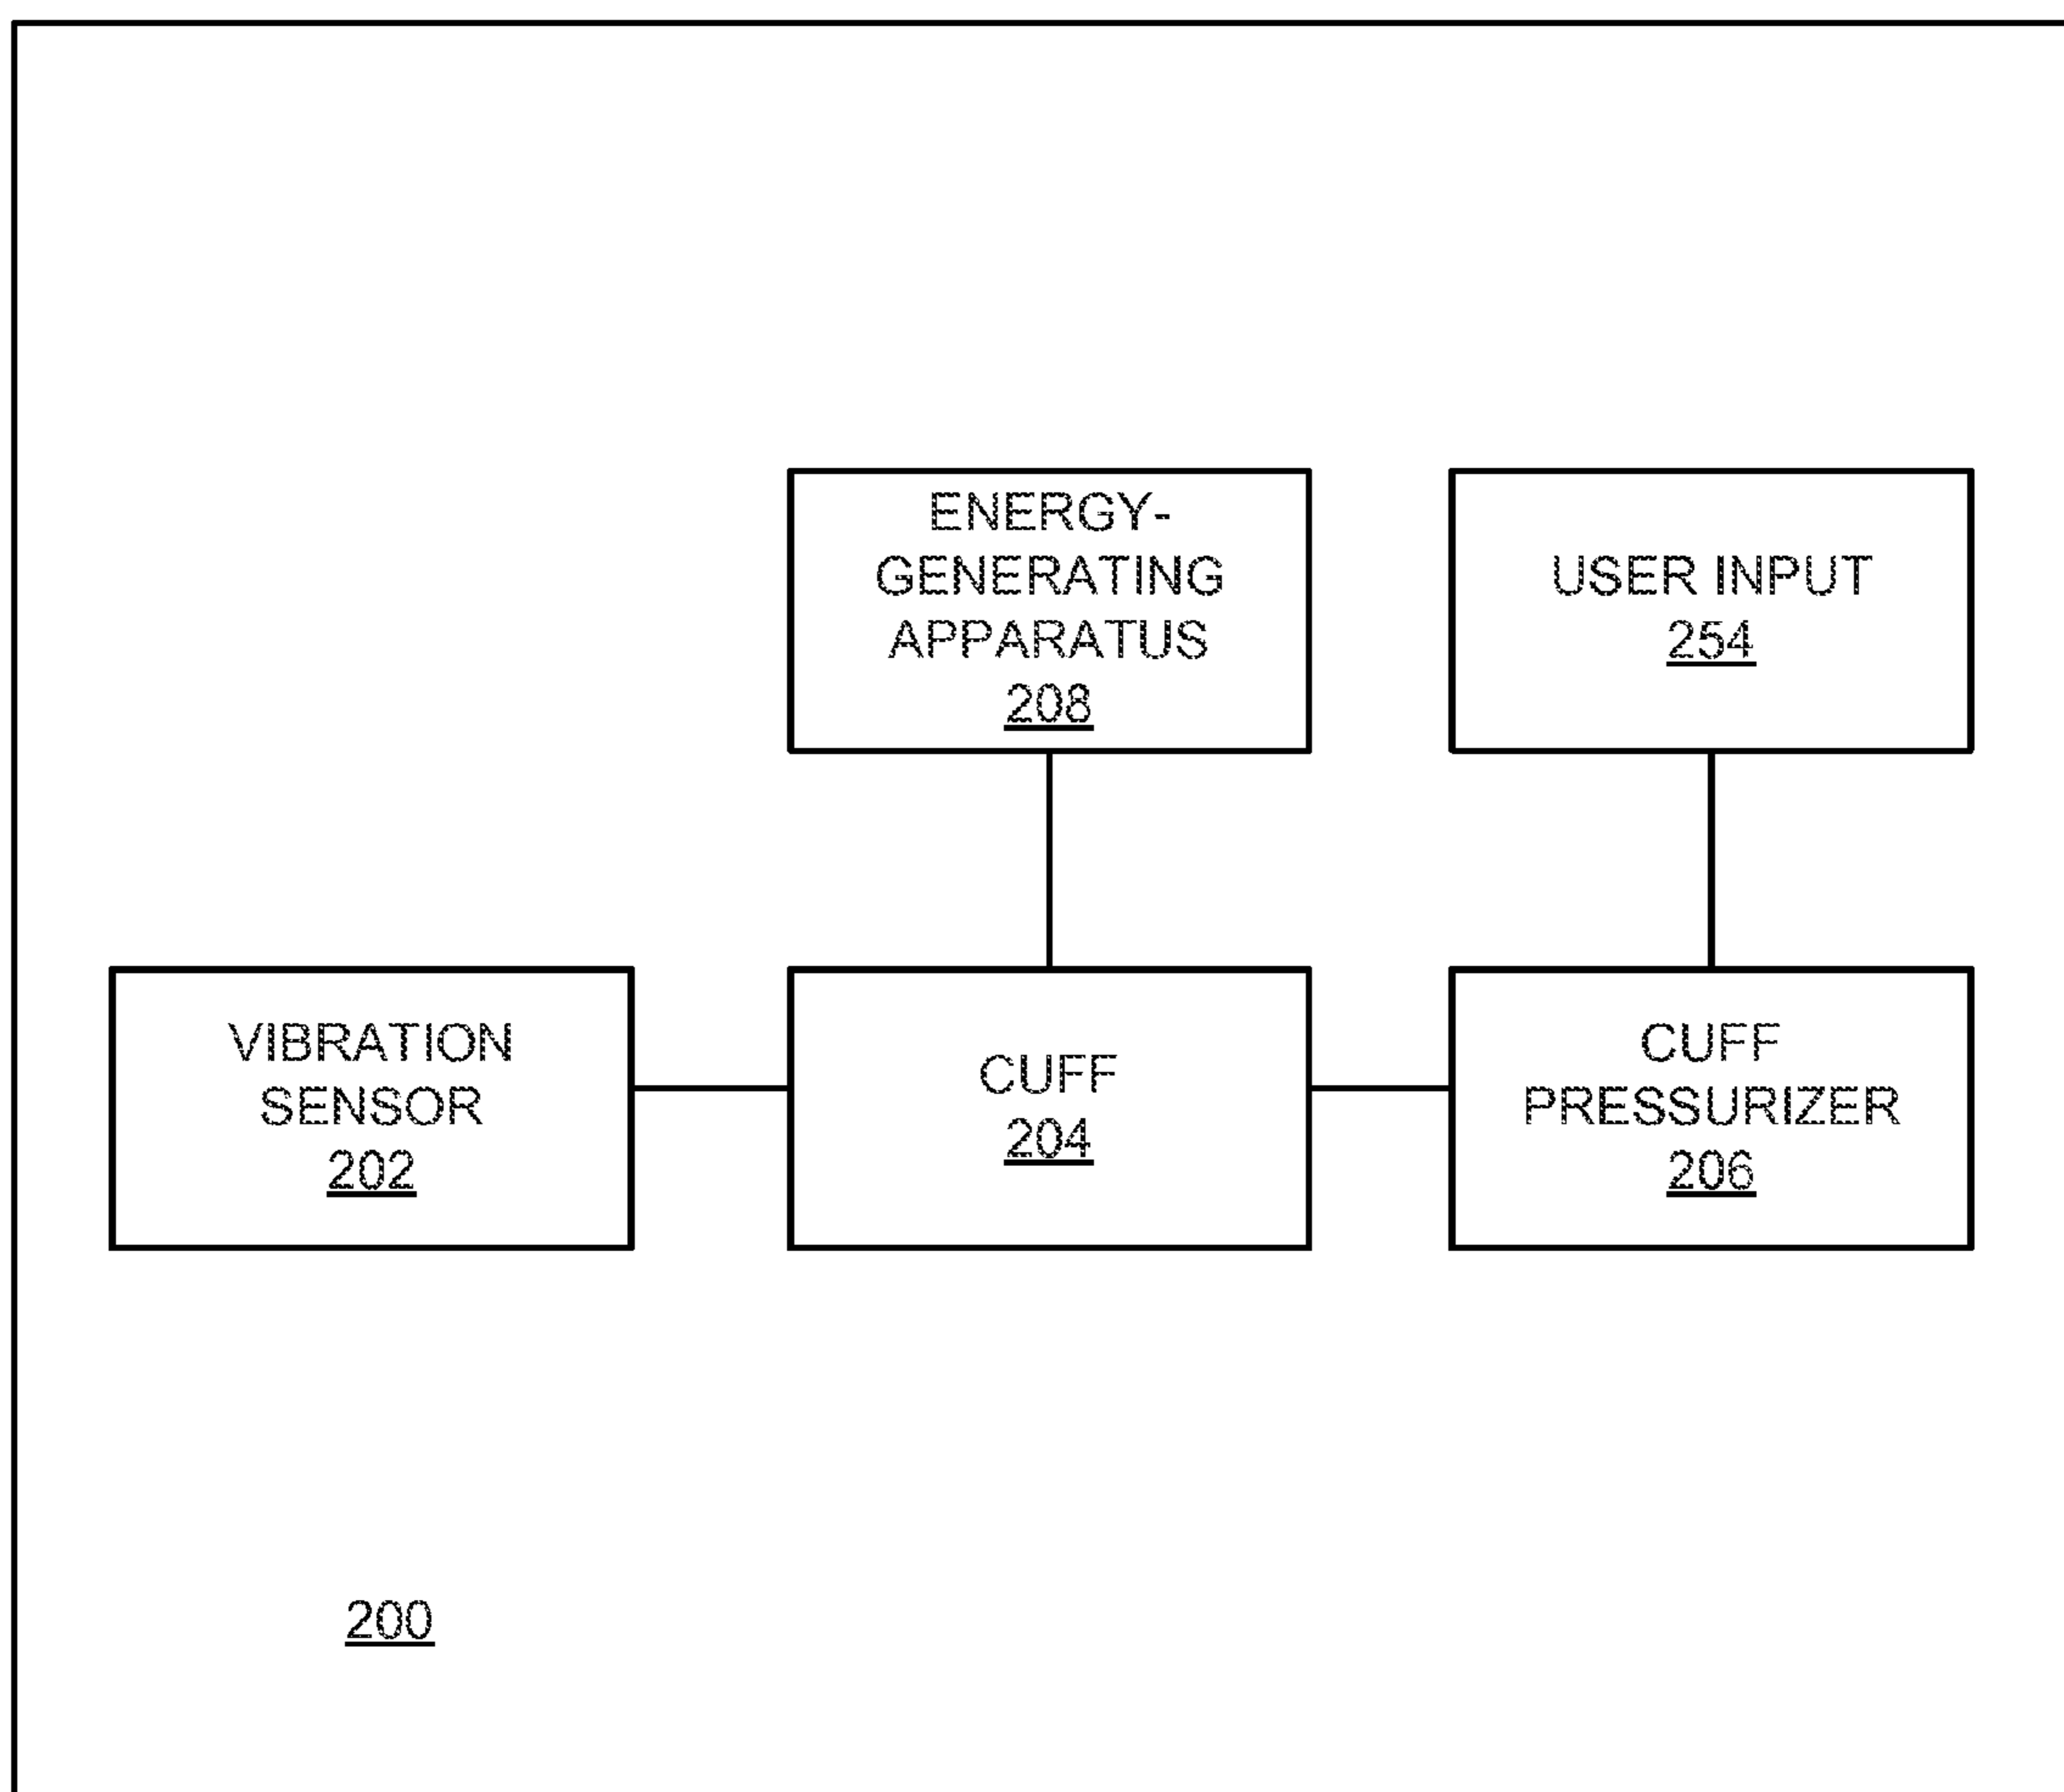 ENERGY-
GENERATING
APPARATUS
208
USER INPUT
254
VIBRATION
SENSOR
202
CUFF
204
CUFF
PRESSURIZER
206
200